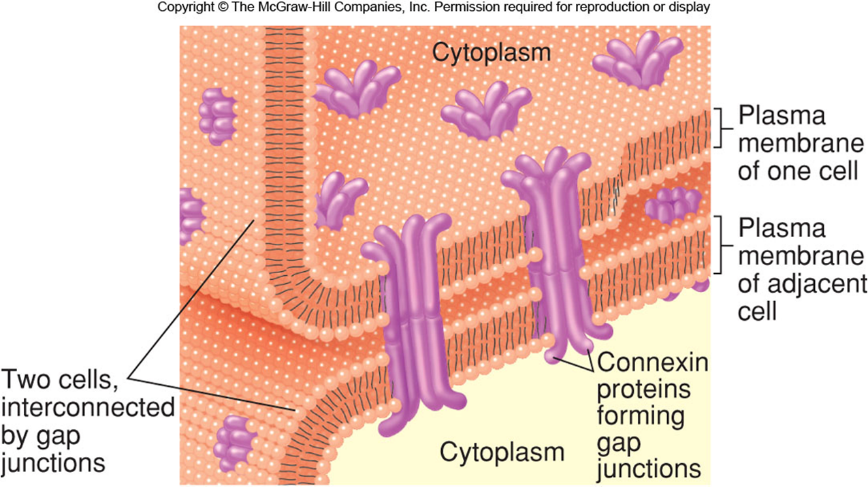 Copyright © The McGraw-Hill Companies, Inc. Permission required for reproduction or display
Cytoplasm
Plasma
membrane
of one cell
Plasma
membrane
of adjacent
cell
Two cells,
interconnected
by gap
junctions
Connexin
proteins
forming
gap
junctions
Cytoplasm